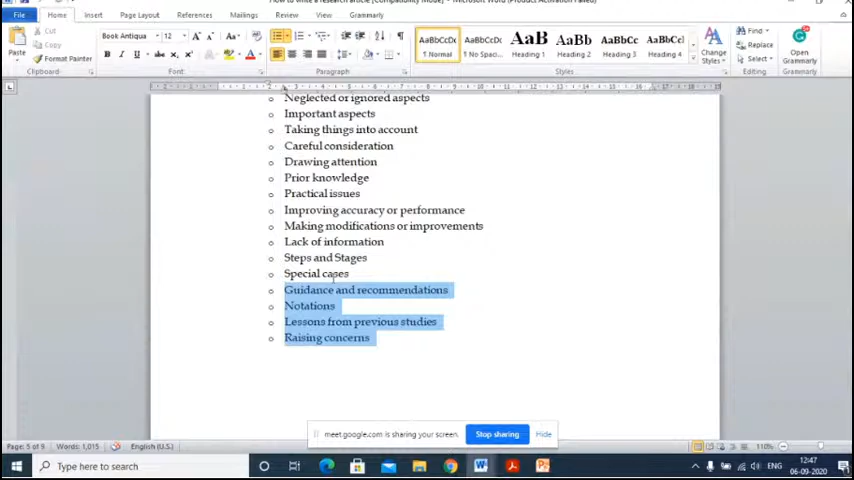 How to write a research article [Compatibility Mode] - Microsoft Word (Product Activation Failed)
File Home Insert Page Layout References Mailings Review View Grammarly
Paste Cut Copy Format Painter Clipboard
Book Antiqua 12 Font
Paragraph
AaBbCcDc Normal AaBbCcDc No Spaci... AaB Heading 1 AaBb Heading 2 AaBbCc Heading 3 AaBbCcl Heading 4 Change Styles Styles
Find Replace Select Editing
Open Grammarly Grammarly
Neglected or ignored aspects
Important aspects
Taking things into account
Careful consideration
Drawing attention
Prior knowledge
Practical issues
Improving accuracy or performance
Making modifications or improvements
Lack of information
Steps and Stages
Special cases
Guidance and recommendations
Notations
Lessons from previous studies
Raising concerns
meet.google.com is sharing your screen. Stop sharing Hide
Page: 5 of 9 Words: 1,015 English (U.S.) 110%
Type here to search ENG 12:47 06-09-2020